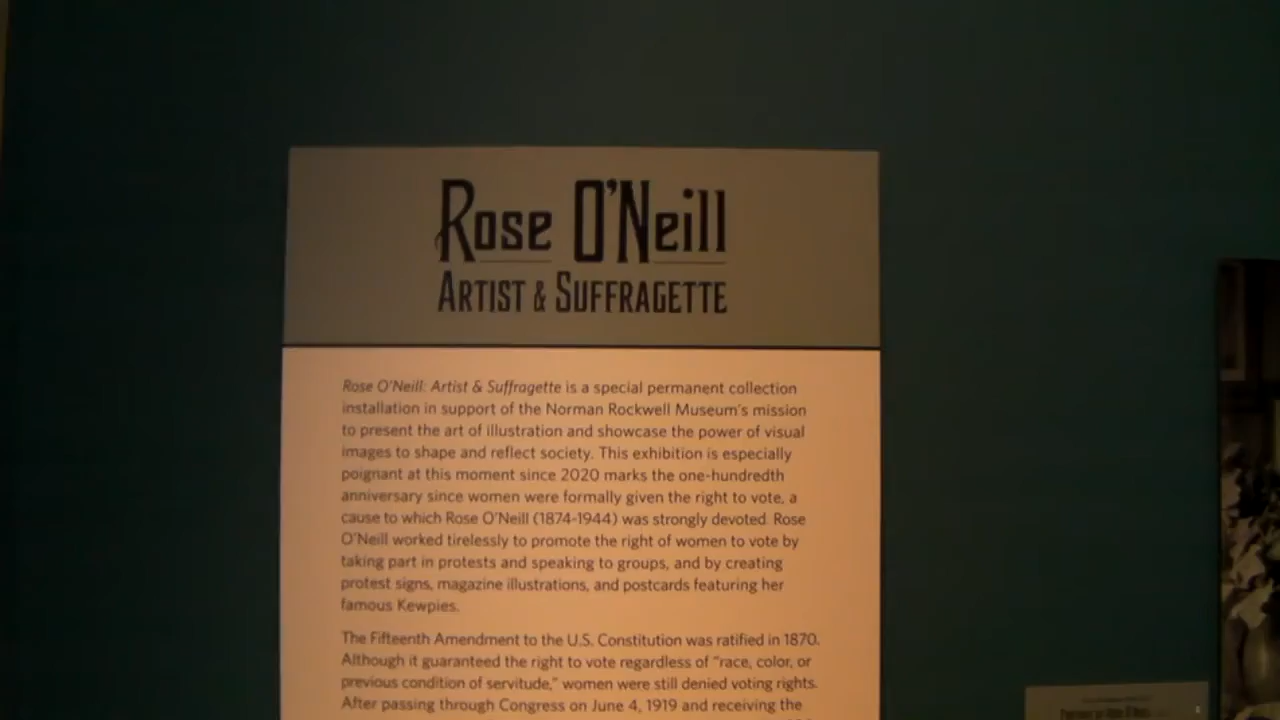 Rose O'Neill
Artist & Suffragette
Rose O'Neill: Artist & Suffragette is a special permanent collection
installation in support of the Norman Rockwell Museum's mission
to present the art of illustration and showcase the power of visual
images to shape and reflect society. This exhibition is especially
poignant at this moment since 2020 marks the one-hundredth
anniversary since women were formally given the right to vote, a
cause to which Rose O'Neill (1874-1944) was strongly devoted. Rose
O'Neill worked tirelessly to promote the right of women to vote by
taking part in protests and speaking to groups, and by creating
protest signs, magazine illustrations, and postcards featuring her
famous Kewpies.
The Fifteenth Amendment to the U.S. Constitution was ratified in 1870.
Although it guaranteed the right to vote regardless of "race, color, or
previous condition of servitude," women were still denied voting rights.
After passing through Congress on June 4, 1919 and receiving the